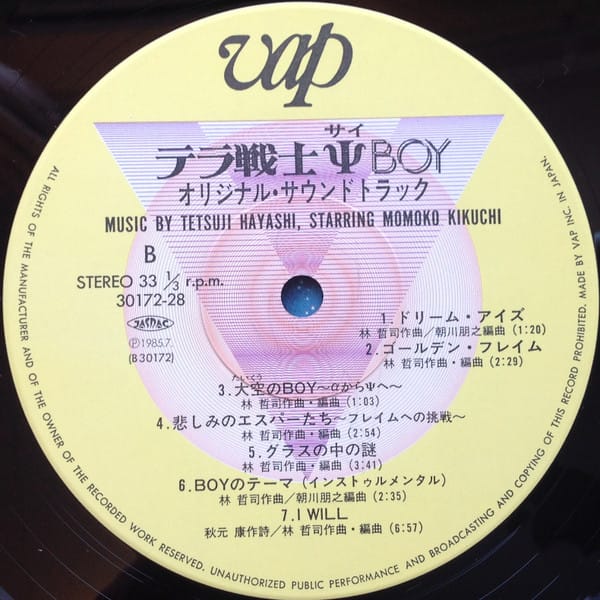 vap
サイ
テラ戦士ΨBOY
オリジナル・サウンドトラック
MUSIC BY TETSUJI HAYASHI, STARRING MOMOKO KIKUCHI
B
STEREO 33 1/3 r.p.m.
30172-28
JASRAC
Ⓟ1985.7.
(B30172)
1.ドリーム・アイズ
林 哲司作曲/朝川朋之編曲(1:20)
2.ゴールデン・フレイム
林 哲司作曲・編曲(2:29)
たいくう
3.大空のBOY〜αからΨへ〜
林 哲司作曲・編曲(1:03)
4.悲しみのエスパーたち〜フレイムへの挑戦〜
林 哲司作曲・編曲(2:54)
5.グラスの中の謎
林 哲司作曲・編曲(3:41)
6.BOYのテーマ(インストゥルメンタル)
林 哲司作曲/朝川朋之編曲(2:35)
7.I WILL
秋元 康作詩/林 哲司作曲・編曲(6:57)
ALL RIGHTS OF THE MANUFACTURER AND OF THE OWNER OF THE RECORDED WORK RESERVED. UNAUTHORIZED PUBLIC PERFORMANCE AND BROADCASTING AND COPYING OF THIS RECORD PROHIBITED. MADE BY VAP INC. IN JAPAN.